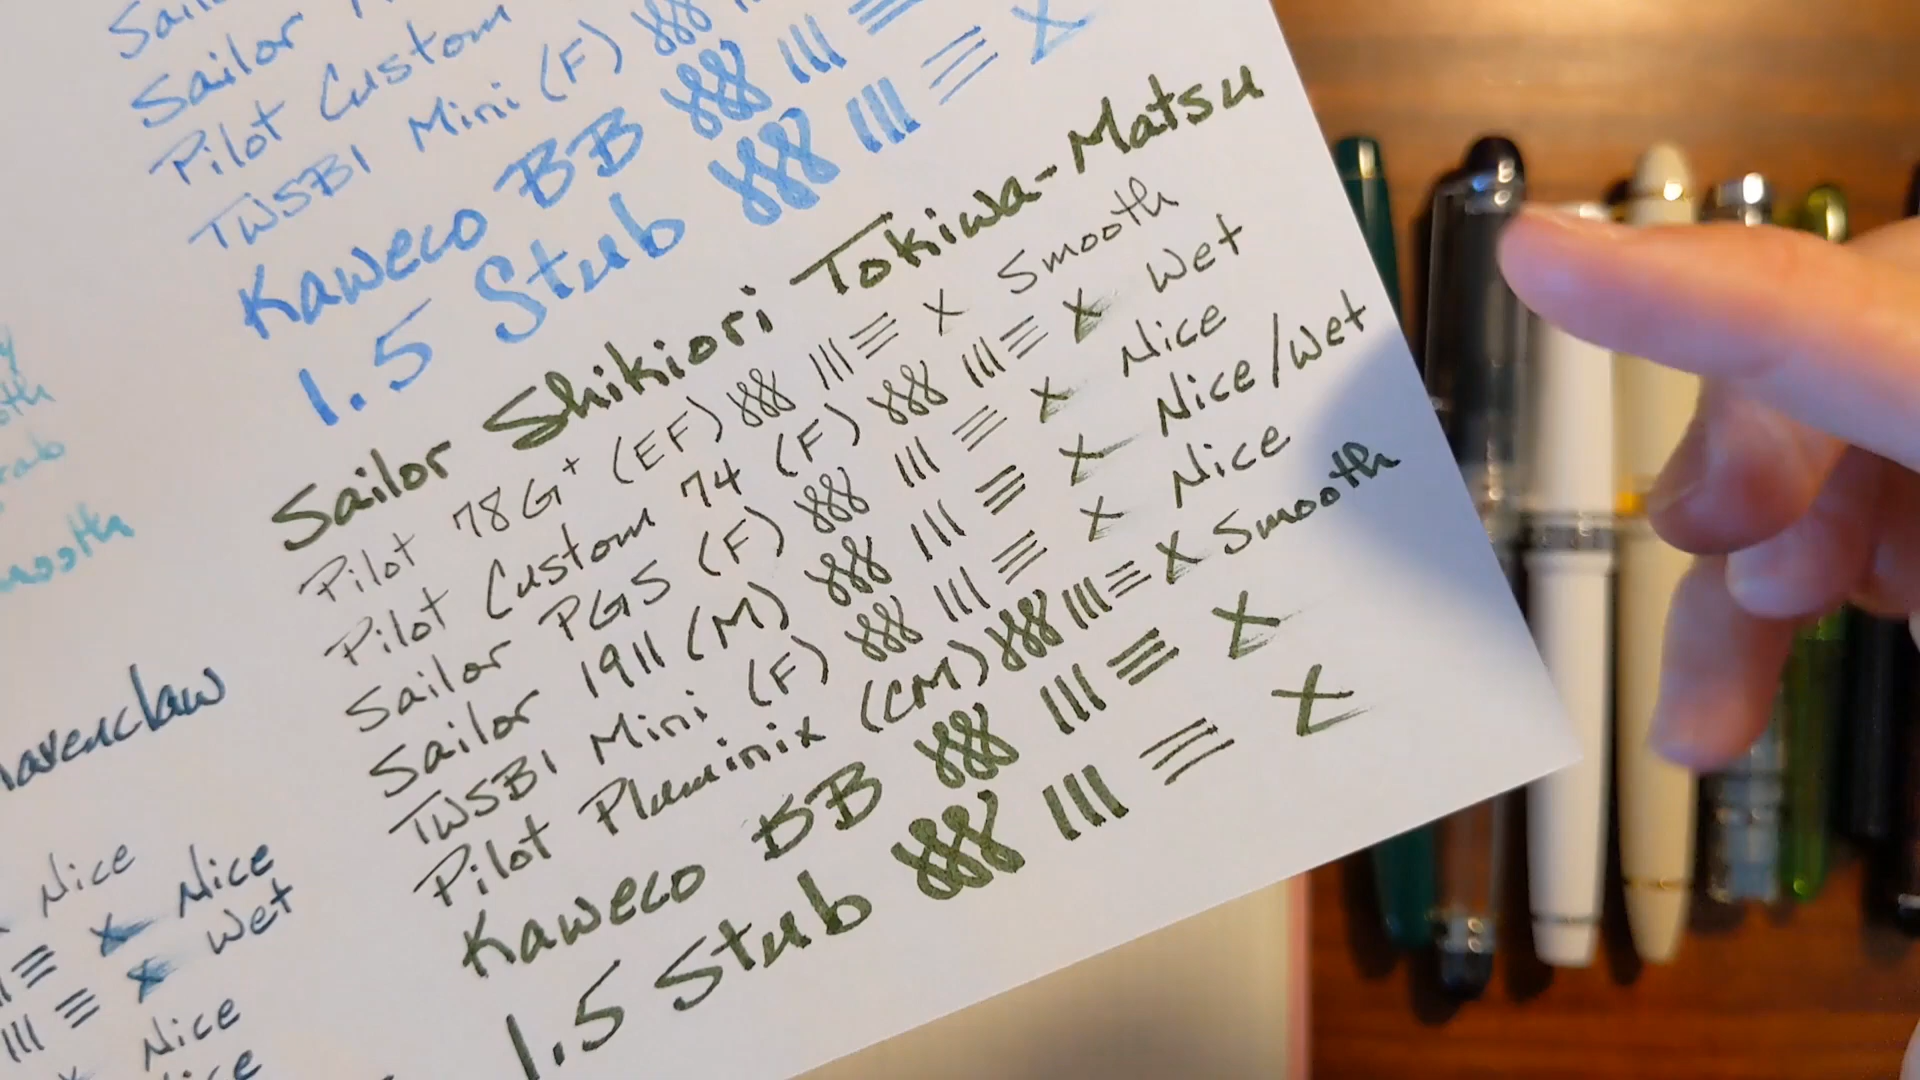 Sailor
Pilot Custom
TWSBI Mini (F)
Kaweco BB
1.5 Stub
Sailor Shikiori Tokiwa-Matsu
Pilot 78G+ (EF) X Smooth
Pilot Custom 74 (F) X Wet
Sailor PGS (F) X Nice
Sailor 1911 (M) X Nice/Wet
TWSBI Mini (F) X Nice
Pilot Pluminix (CM) X Smooth
Kaweco BB X
1.5 Stub X
Nice
X Nice
X Wet
Nice